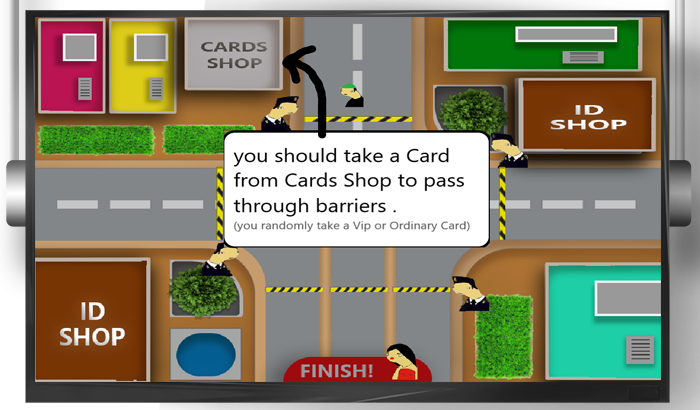 CARDS
SHOP
ID
SHOP
you should take a Card
from Cards Shop to pass
through barriers .
(you randomly take a Vip or Ordinary Card)
ID
SHOP
FINISH!